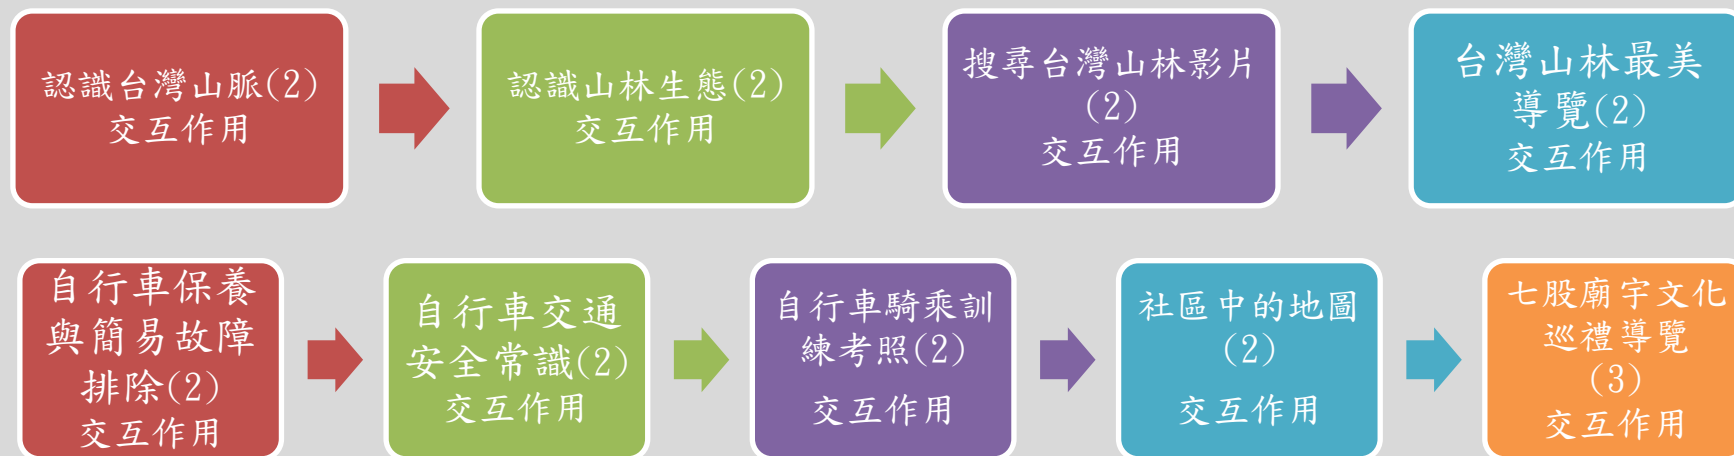 認識台灣山脈(2)
交互作用
認識山林生態(2)
交互作用
搜尋台灣山林影片
(2)
交互作用
台灣山林最美
導覽(2)
交互作用
自行車保養
與簡易故障
排除(2)
交互作用
自行車交通
安全常識(2)
交互作用
自行車騎乘訓
練考照(2)
交互作用
社區中的地圖
(2)
交互作用
七股廟宇文化
巡禮導覽
(3)
交互作用